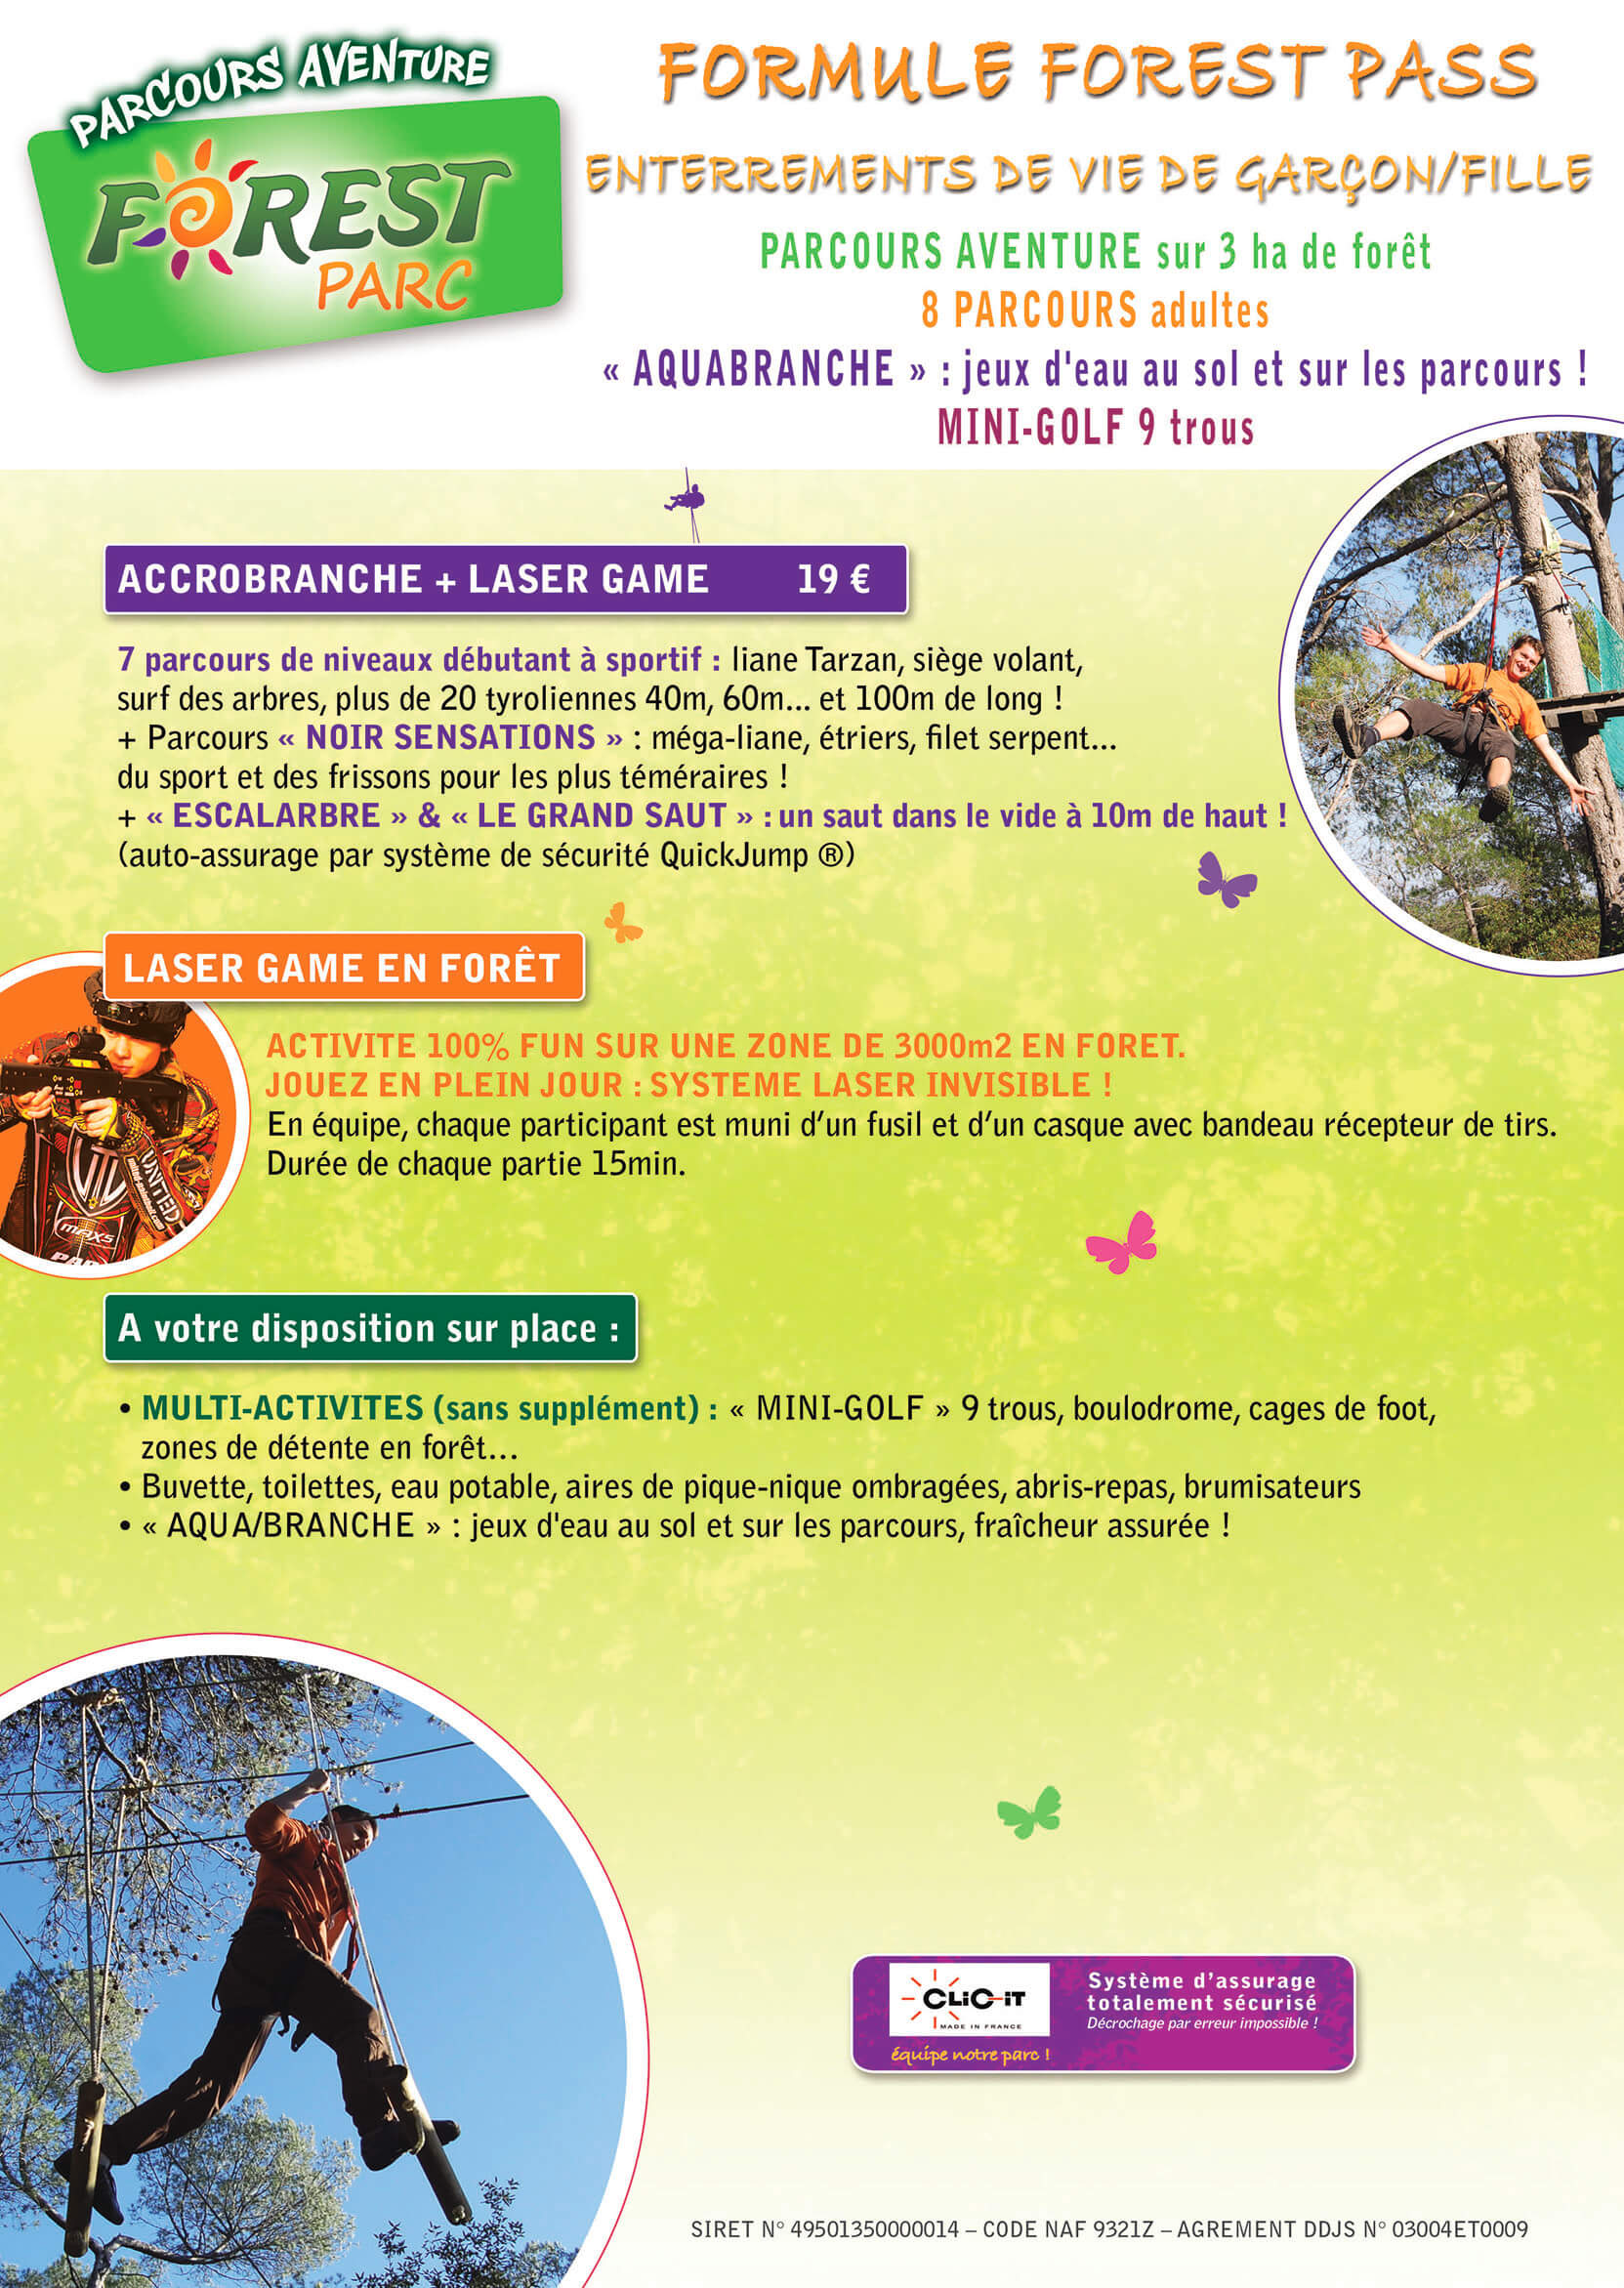 PARCOURS AVENTURE
FOREST
PARC
FORMULE FOREST PASS
ENTERREMENTS DE VIE DE GARÇON/FILLE
PARCOURS AVENTURE sur 3 ha de forêt
8 PARCOURS adultes
« AQUABRANCHE » : jeux d'eau au sol et sur les parcours !
MINI-GOLF 9 trous
ACCROBRANCHE + LASER GAME 19 €
7 parcours de niveaux débutant à sportif : liane Tarzan, siège volant,
surf des arbres, plus de 20 tyroliennes 40m, 60m... et 100m de long !
+ Parcours « NOIR SENSATIONS » : méga-liane, étriers, filet serpent...
du sport et des frissons pour les plus téméraires !
+ « ESCALARBRE » & « LE GRAND SAUT » : un saut dans le vide à 10m de haut !
(auto-assurage par système de sécurité QuickJump ®)
LASER GAME EN FORÊT
ACTIVITE 100% FUN SUR UNE ZONE DE 3000m2 EN FORET.
JOUEZ EN PLEIN JOUR : SYSTEME LASER INVISIBLE !
En équipe, chaque participant est muni d’un fusil et d’un casque avec bandeau récepteur de tirs.
Durée de chaque partie 15min.
UNITED
MAXS
A votre disposition sur place :
• MULTI-ACTIVITES (sans supplément) : « MINI-GOLF » 9 trous, boulodrome, cages de foot,
zones de détente en forêt...
• Buvette, toilettes, eau potable, aires de pique-nique ombragées, abris-repas, brumisateurs
• « AQUA/BRANCHE » : jeux d'eau au sol et sur les parcours, fraîcheur assurée !
CLiC-iT
MADE IN FRANCE
équipe notre parc !
Système d’assurage
totalement sécurisé
Décrochage par erreur impossible !
SIRET N° 49501350000014 – CODE NAF 9321Z – AGREMENT DDJS N° 03004ET0009